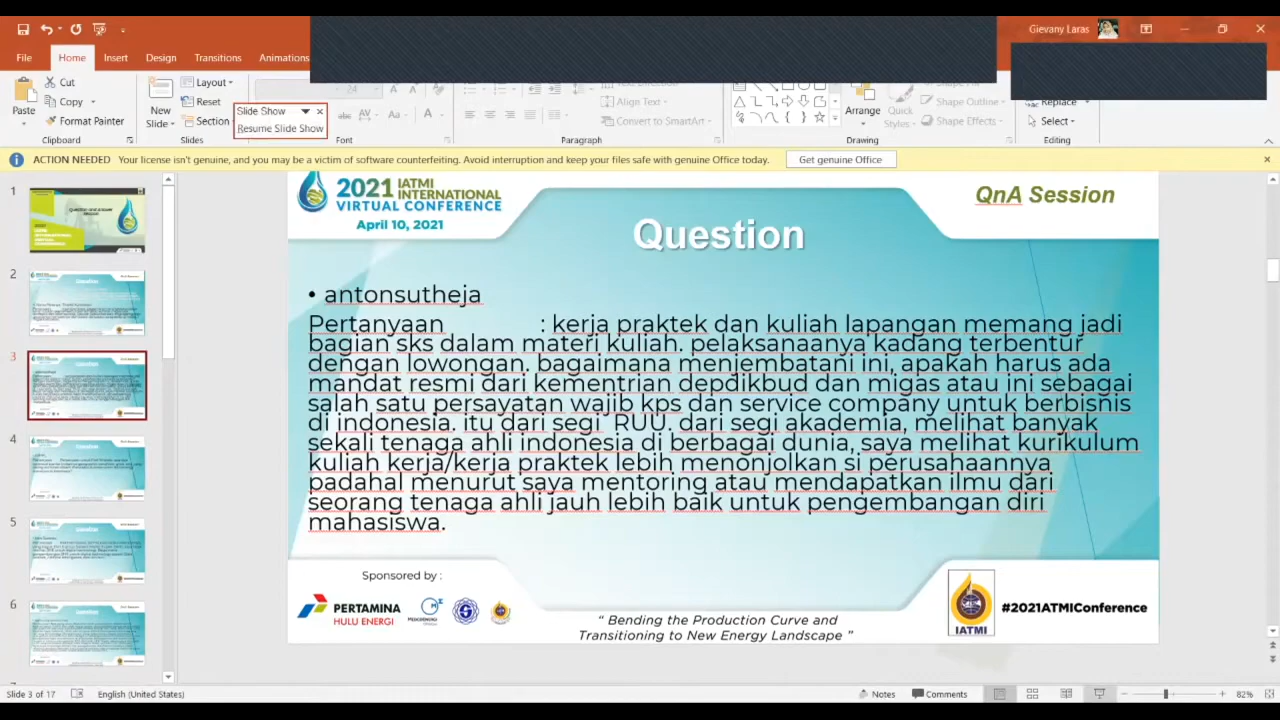 Gievany Laras
File
Home
Insert
Design
Transitions
Animations
Paste
Cut
Copy
Format Painter
Clipboard
New
Slide
Layout
Reset
Section
Slides
Slide Show
Resume Slide Show
Font
Align Text
Convert to SmartArt
Paragraph
Arrange
Quick
Styles
Shape Outline
Shape Effects
Drawing
Replace
Select
Editing
ACTION NEEDED Your license isn't genuine, and you may be a victim of software counterfeiting. Avoid interruption and keep your files safe with genuine Office today.
Get genuine Office
1
2
3
4
5
6
2021 IATMI
INTERNATIONAL
VIRTUAL CONFERENCE
April 10, 2021
QnA Session
Question
• antonsutheja
Pertanyaan : kerja praktek dan kuliah lapangan memang jadi
bagian sks dalam materi kuliah. pelaksanaanya kadang terbentur
dengan lowongan. bagaimana menjembatani ini, apakah harus ada
mandat resmi dari kementrian depdikbud dan migas atau ini sebagai
salah satu persayatan wajib kps dan service company untuk berbisnis
di indonesia. itu dari segi RUU. dari segi akademia, melihat banyak
sekali tenaga ahli indonesia di berbagai dunia, saya melihat kurikulum
kuliah kerja/kerja praktek lebih menonjolkan si perusahaannya
padahal menurut saya mentoring atau mendapatkan ilmu dari
seorang tenaga ahli jauh lebih baik untuk pengembangan diri
mahasiswa.
Sponsored by :
PERTAMINA
HULU ENERGI
“ Bending the Production Curve and
Transitioning to New Energy Landscape ”
IATMI
#2021ATMIConference
Slide 3 of 17
English (United States)
Notes
Comments
82%